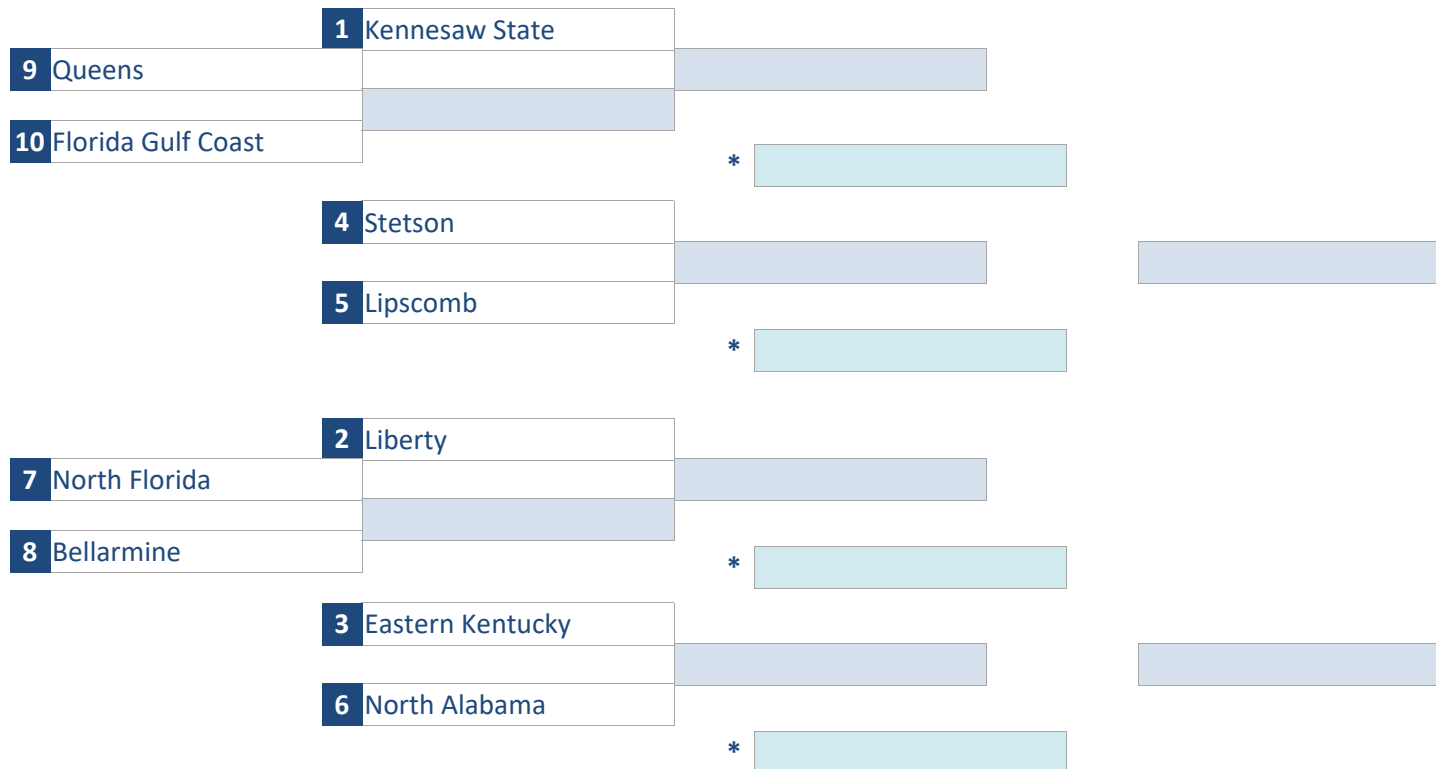 1 Kennesaw State
9 Queens
10 Florida Gulf Coast
*
4 Stetson
5 Lipscomb
*
2 Liberty
7 North Florida
8 Bellarmine
*
3 Eastern Kentucky
6 North Alabama
*